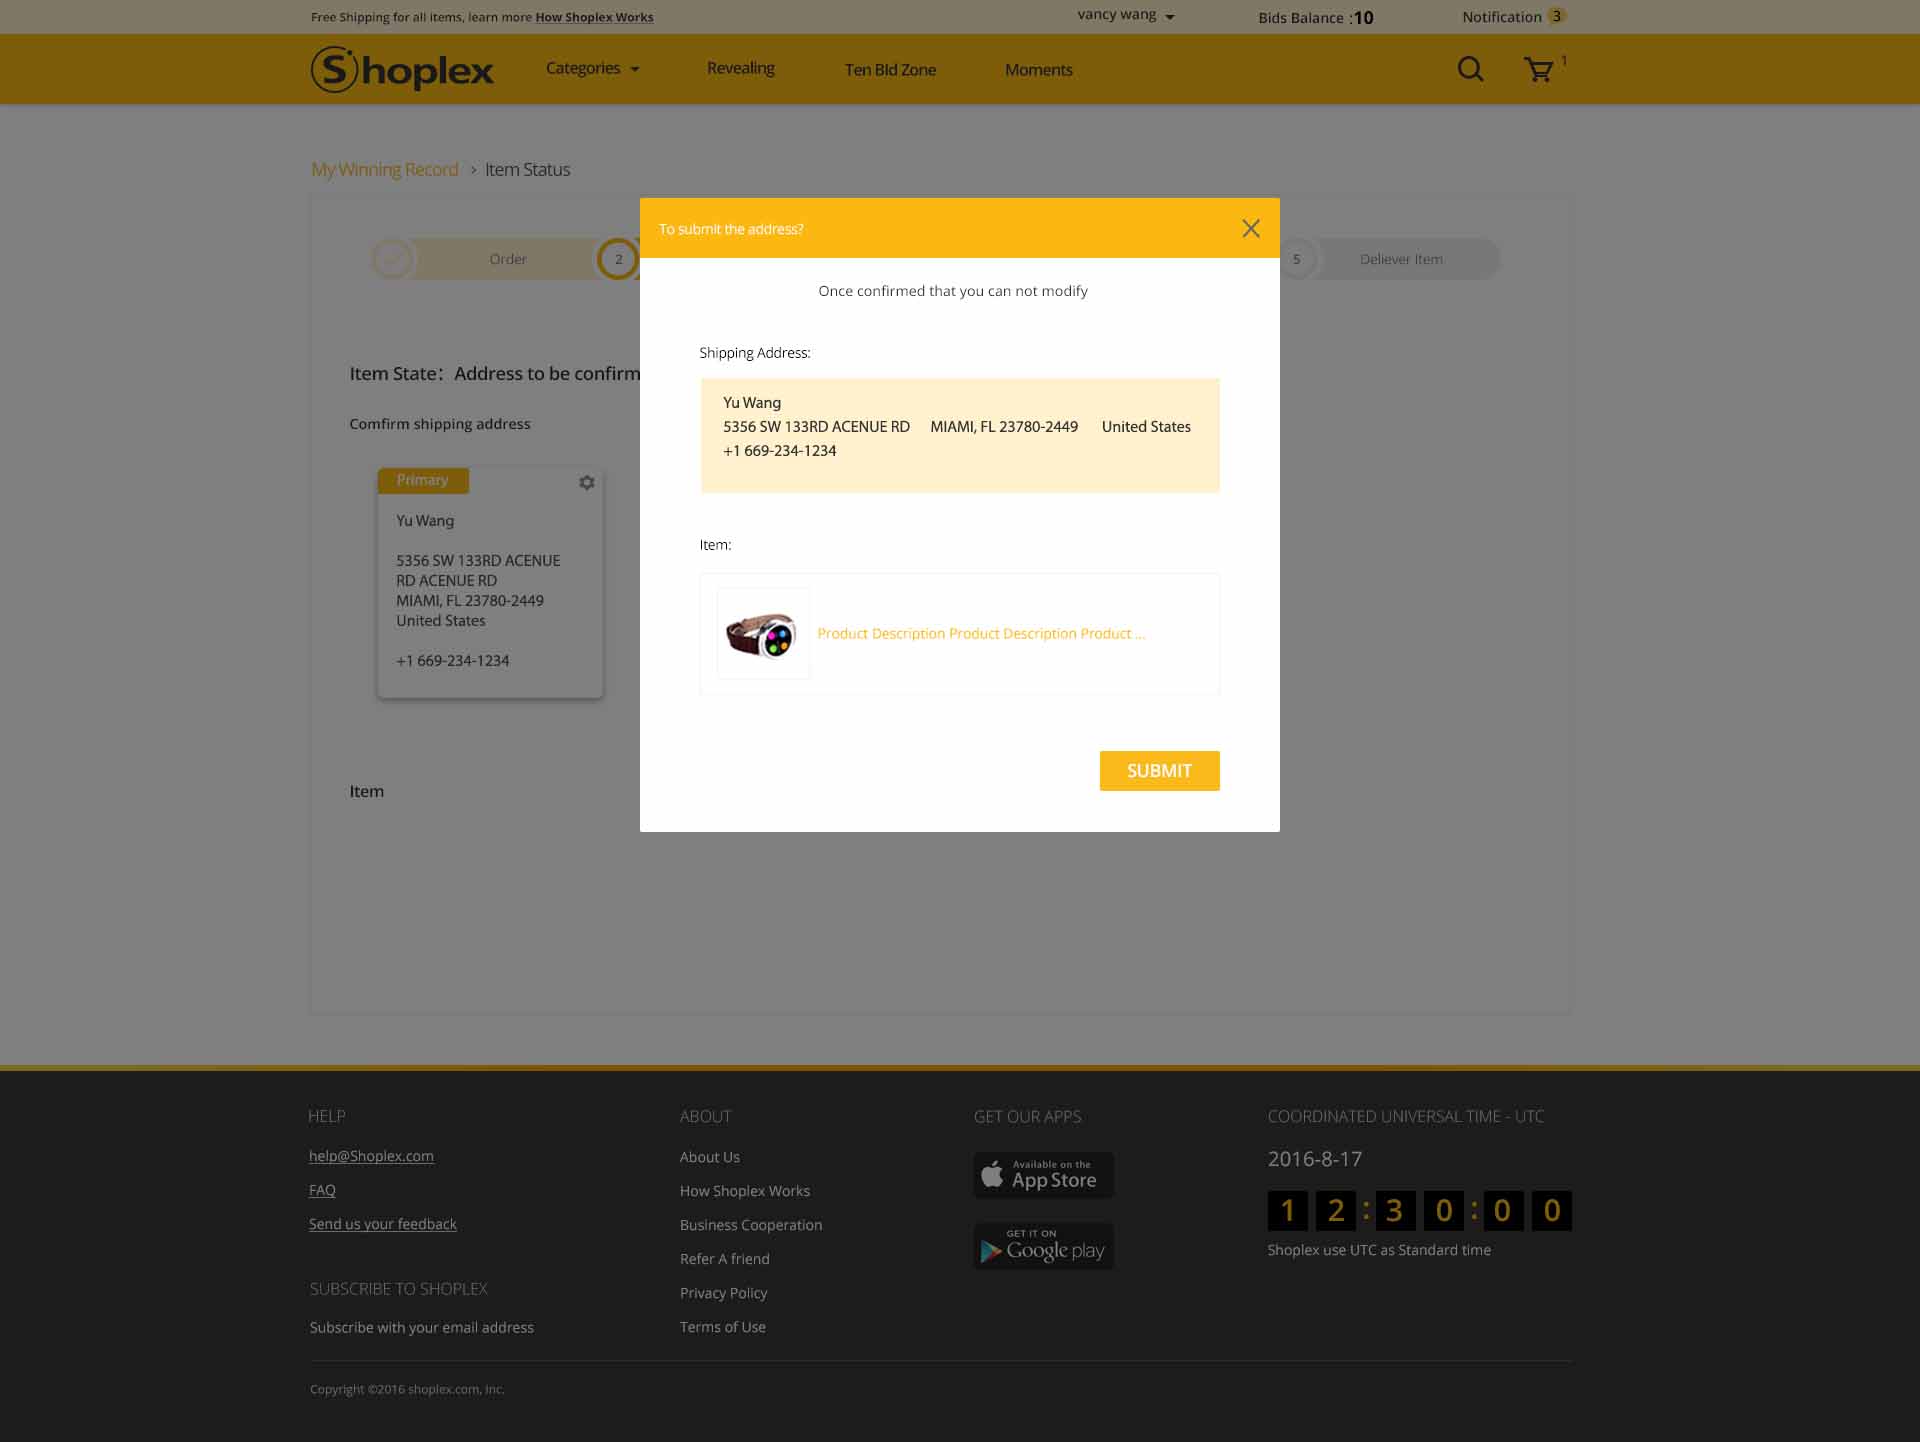 Free Shipping for all items, learn more How Shoplex Works
vancy wang
Bids Balance :10
Notification 3
Shoplex
Categories
Revealing
Ten BId Zone
Moments
1
My Winning Record > Item Status
Order
2
5
Deliever Item
To submit the address?
Once confirmed that you can not modify
Shipping Address:
Yu Wang
5356 SW 133RD ACENUE RD MIAMI, FL 23780-2449 United States
+1 669-234-1234
Item:
Product Description Product Description Product ...
SUBMIT
Item State: Address to be confirm
Comfirm shipping address
Primary
Yu Wang
5356 SW 133RD ACENUE
RD ACENUE RD
MIAMI, FL 23780-2449
United States
+1 669-234-1234
Item
HELP
help@Shoplex.com
FAQ
Send us your feedback
SUBSCRIBE TO SHOPLEX
Subscribe with your email address
ABOUT
About Us
How Shoplex Works
Business Cooperation
Refer A friend
Privacy Policy
Terms of Use
GET OUR APPS
Available on the
App Store
GET IT ON
Google play
COORDINATED UNIVERSAL TIME - UTC
2016-8-17
12:30:00
Shoplex use UTC as Standard time
Copyright ©2016 shoplex.com, Inc.